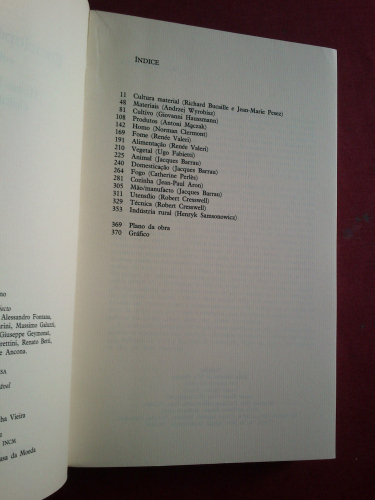 ÍNDICE
11 Cultura material (Richard Bucaille e Jean-Marie Pesez)
48 Materiais (Andrzej Wyrobisz)
81 Cultivo (Giovanni Haussmann)
108 Produtos (Antoni Mączak)
142 Homo (Norman Clermont)
169 Fome (Renée Valeri)
191 Alimentação (Renée Valeri)
210 Vegetal (Ugo Fabietti)
225 Animal (Jacques Barrau)
240 Domesticação (Jacques Barrau)
264 Fogo (Catherine Perlès)
281 Cozinha (Jean-Paul Aron)
305 Mão/manufacto (Jacques Barrau)
311 Utensílio (Robert Cresswell)
329 Técnica (Robert Cresswell)
353 Indústria rural (Henryk Samsonowicz)
369 Plano da obra
370 Gráfico
Alessandro Fontana,
Massimo Galuzzi,
Giuseppe Geymonat,
Renato Betti,
e Ancona.
Vieira
INCM
da Moeda